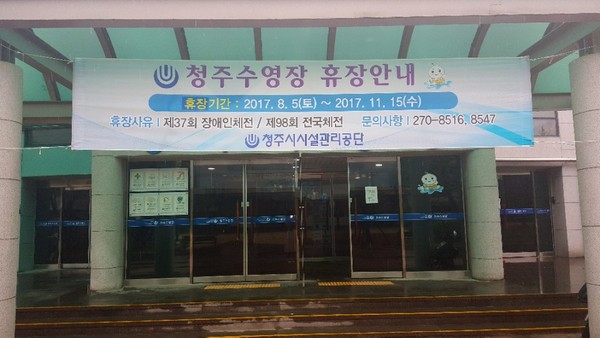 청주수영장 휴장안내
휴장기간 : 2017. 8. 5(토) ~ 2017. 11. 15(수)
휴장사유 : 제37회 장애인체전 / 제98회 전국체전 문의사항 : 270-8516, 8547
청주시시설관리공단